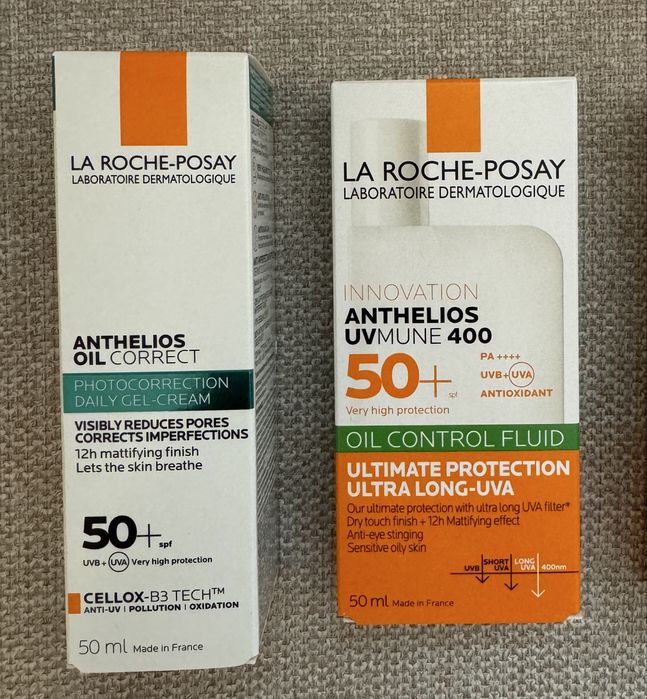 LA ROCHE-POSAY
LABORATOIRE DERMATOLOGIQUE
ANTHELIOS
OIL CORRECT
PHOTOCORRECTION
DAILY GEL-CREAM
VISIBLY REDUCES PORES
CORRECTS IMPERFECTIONS
12h mattifying finish
Lets the skin breathe
50+ spf
UVB + UVA Very high protection
CELLOX-B3 TECH™
ANTI-UV | POLLUTION | OXIDATION
50 ml Made in France
LA ROCHE-POSAY
LABORATOIRE DERMATOLOGIQUE
INNOVATION
ANTHELIOS
UVMUNE 400
50+ spf
PA ++++
UVB+UVA
ANTIOXIDANT
Very high protection
OIL CONTROL FLUID
ULTIMATE PROTECTION
ULTRA LONG-UVA
Our ultimate protection with ultra long UVA filter*
Dry touch finish + 12h Mattifying effect
Anti-eye stinging
Sensitive oily skin
UVB SHORT UVA LONG UVA 400nm
50 ml Made in France